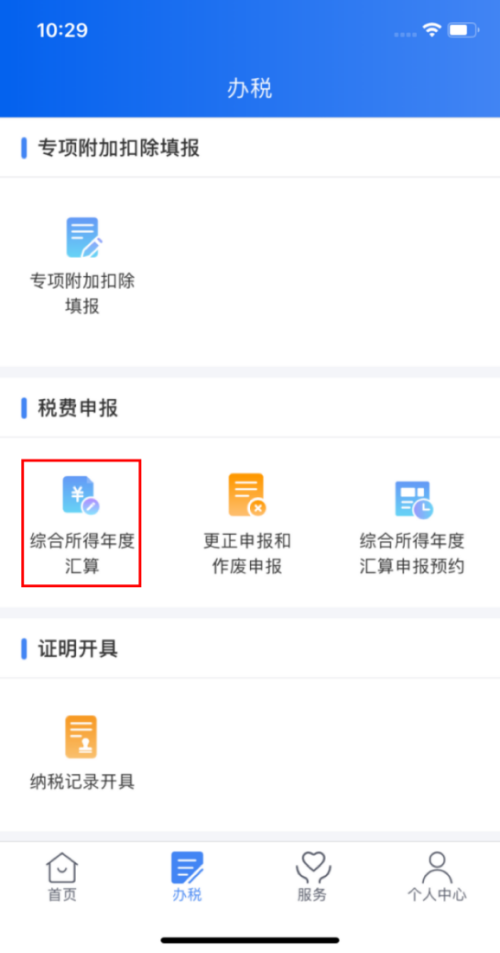 10:29
办税
专项附加扣除填报
专项附加扣除
填报
税费申报
综合所得年度
汇算
更正申报和
作废申报
综合所得年度
汇算申报预约
证明开具
纳税记录开具
首页
办税
服务
个人中心